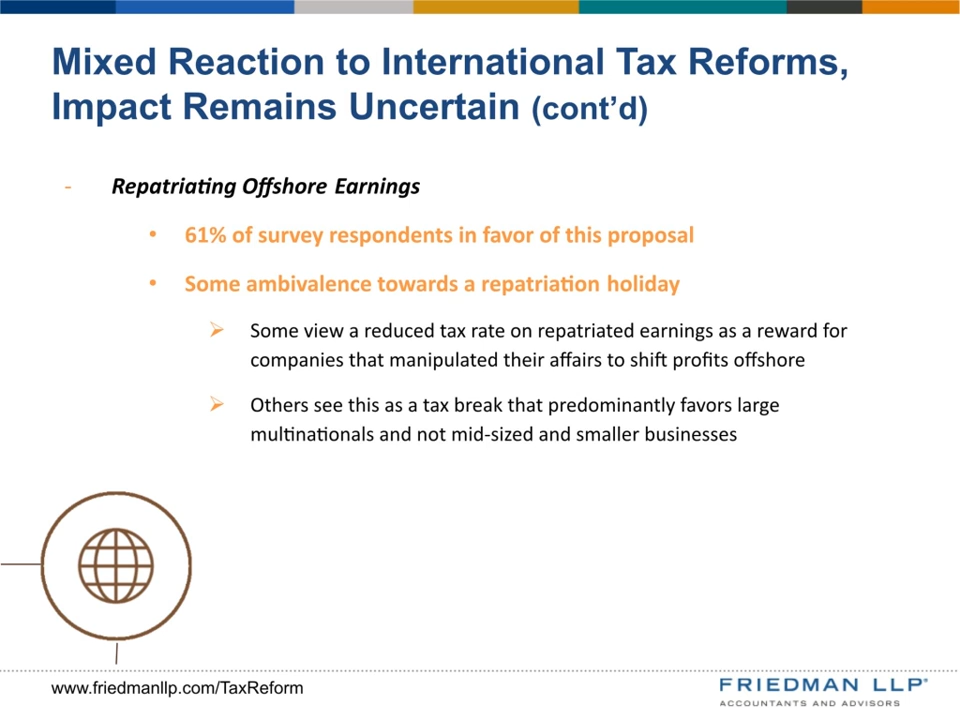 Mixed Reaction to International Tax Reforms,
Impact Remains Uncertain (cont’d)
- Repatriating Offshore Earnings
• 61% of survey respondents in favor of this proposal
• Some ambivalence towards a repatriation holiday
➢ Some view a reduced tax rate on repatriated earnings as a reward for
companies that manipulated their affairs to shift profits offshore
➢ Others see this as a tax break that predominantly favors large
multinationals and not mid-sized and smaller businesses
www.friedmanllp.com/TaxReform
FRIEDMAN LLP®
ACCOUNTANTS AND ADVISORS